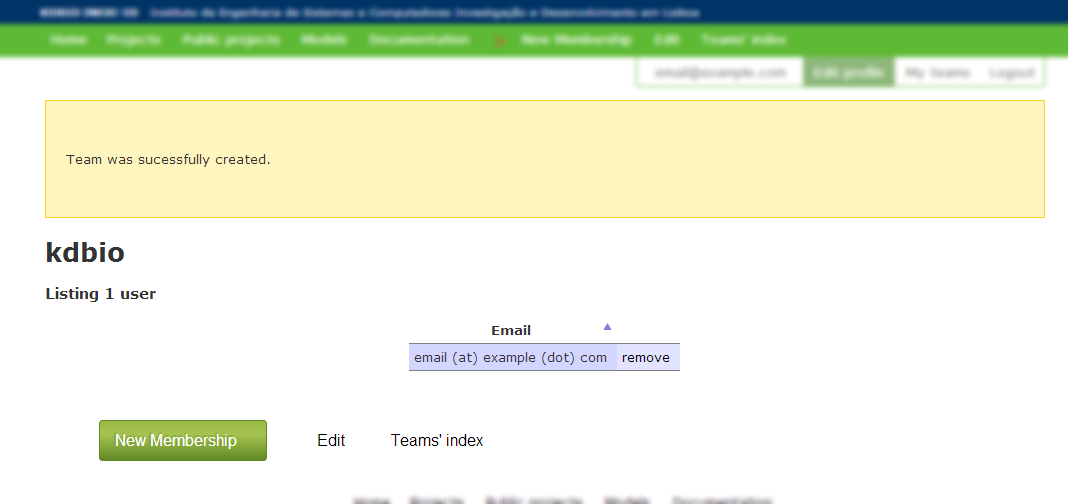 KDBIO INESC-ID Instituto de Engenharia de Sistemas e Computadores Investigação e Desenvolvimento em Lisboa
Home Projects Public projects Models Documentation New Membership Edit Teams' index
email@example.com Edit profile My teams Logout
Team was sucessfully created.
kdbio
Listing 1 user
Email
email (at) example (dot) com remove
New Membership Edit Teams' index
Home Projects Public projects Models Documentation